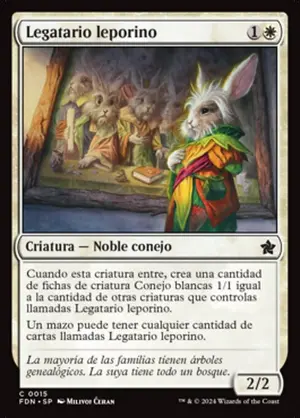 Legatario leporino 1
Criatura — Noble conejo
Cuando esta criatura entre, crea una cantidad
de fichas de criatura Conejo blancas 1/1 igual
a la cantidad de otras criaturas que controlas
llamadas Legatario leporino.
Un mazo puede tener cualquier cantidad de
cartas llamadas Legatario leporino.
La mayoría de las familias tienen árboles
genealógicos. La suya tiene todo un bosque.
2/2
C 0015
FDN • SP Milivoj Ćeran
™ & © 2024 Wizards of the Coast